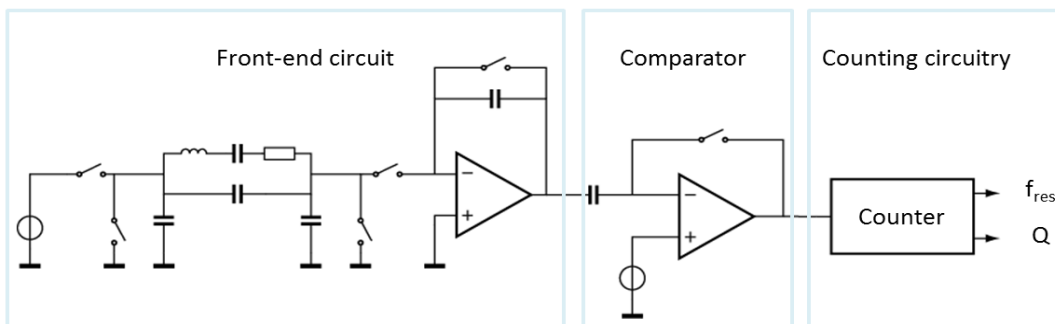 Front-end circuit
Comparator
Counting circuitry
−
+
−
+
Counter
fres
Q